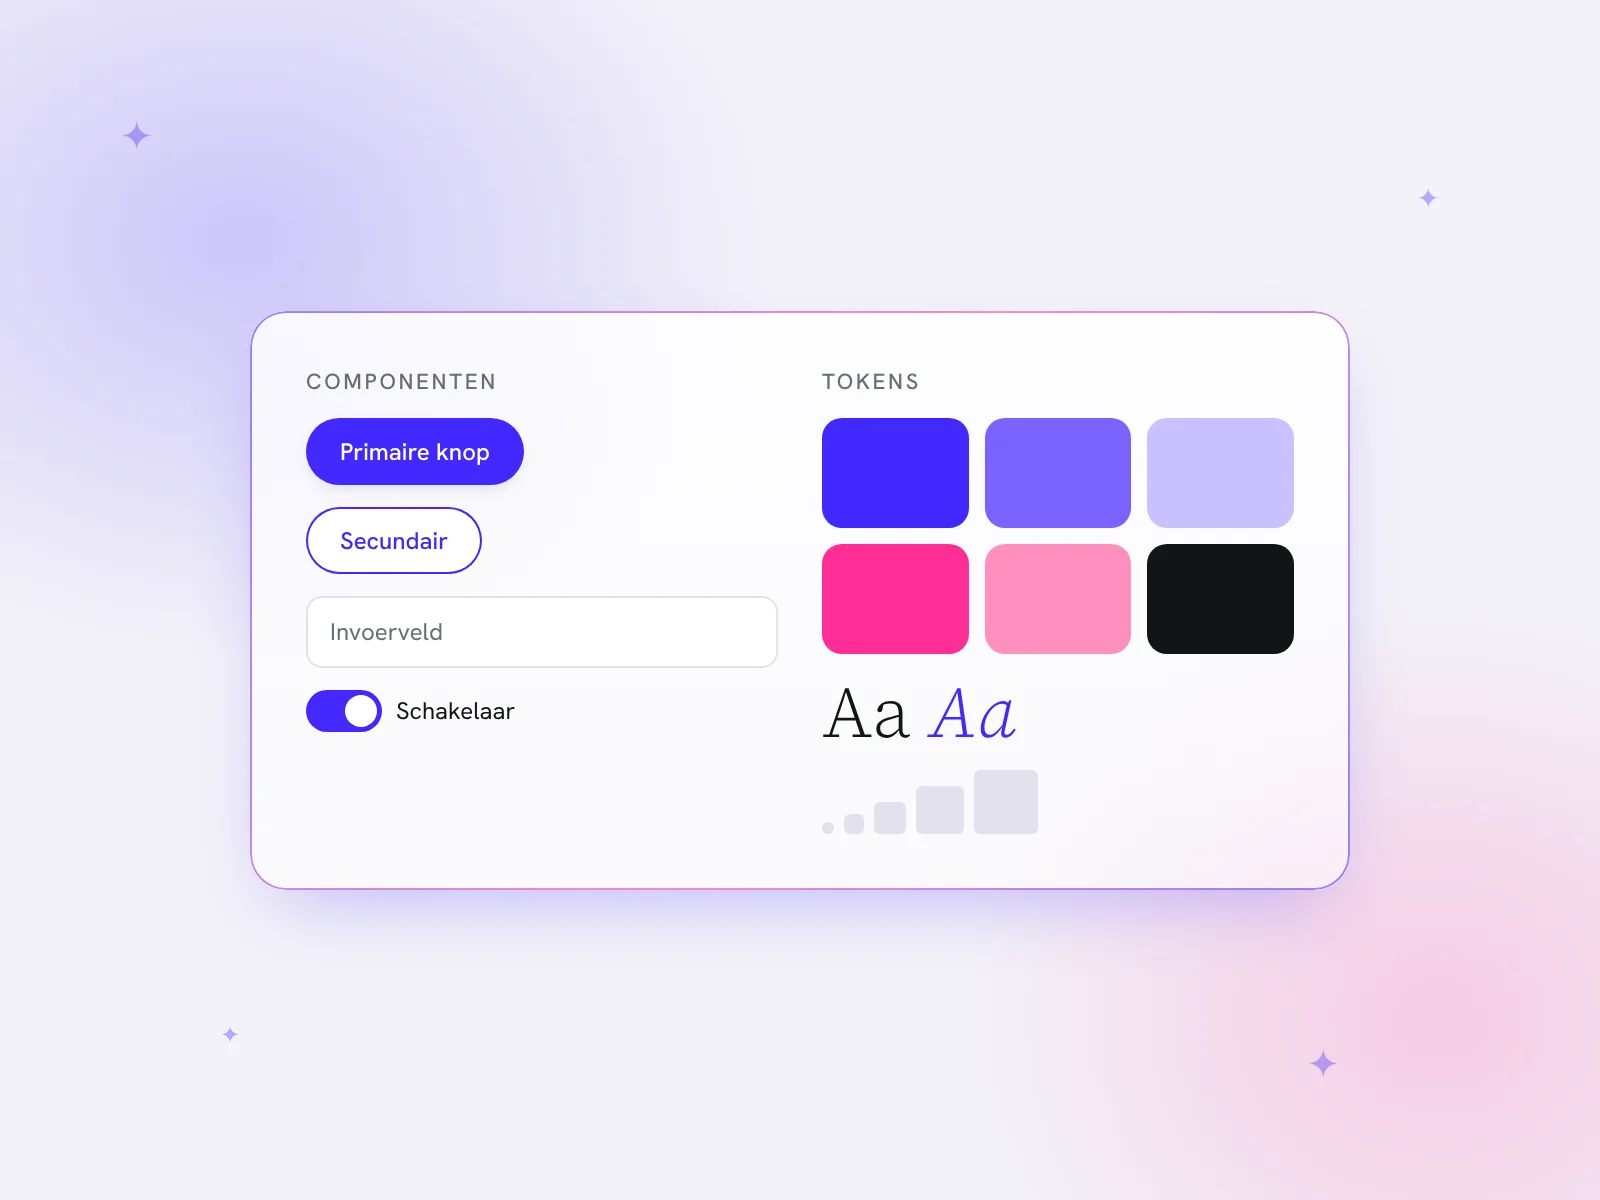 COMPONENTEN
Primaire knop
Secundair
Invoerveld
Schakelaar
TOKENS
Aa Aa